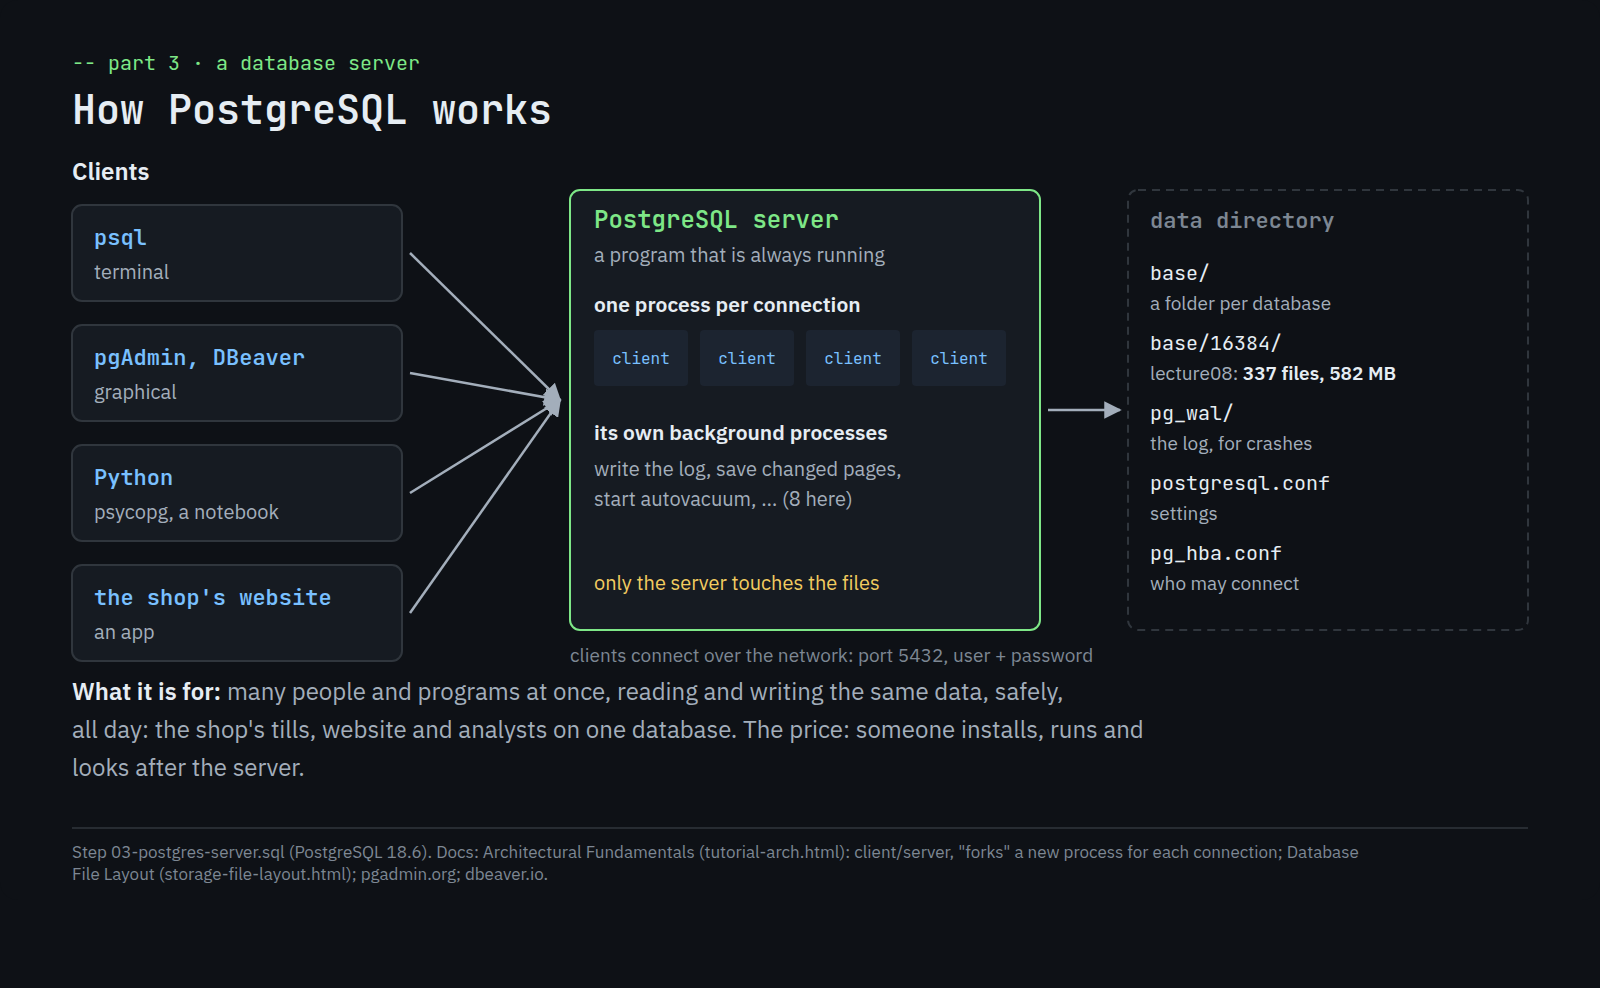 -- part 3 · a database server
How PostgreSQL works
Clients
psql
terminal
pgAdmin, DBeaver
graphical
Python
psycopg, a notebook
the shop's website
an app
PostgreSQL server
a program that is always running
one process per connection
client client client client
its own background processes
write the log, save changed pages,
start autovacuum, ... (8 here)
only the server touches the files
clients connect over the network: port 5432, user + password
data directory
base/
a folder per database
base/16384/
lecture08: 337 files, 582 MB
pg_wal/
the log, for crashes
postgresql.conf
settings
pg_hba.conf
who may connect
What it is for: many people and programs at once, reading and writing the same data, safely,
all day: the shop's tills, website and analysts on one database. The price: someone installs, runs and
looks after the server.
Step 03-postgres-server.sql (PostgreSQL 18.6). Docs: Architectural Fundamentals (tutorial-arch.html): client/server, "forks" a new process for each connection; Database
File Layout (storage-file-layout.html); pgadmin.org; dbeaver.io.